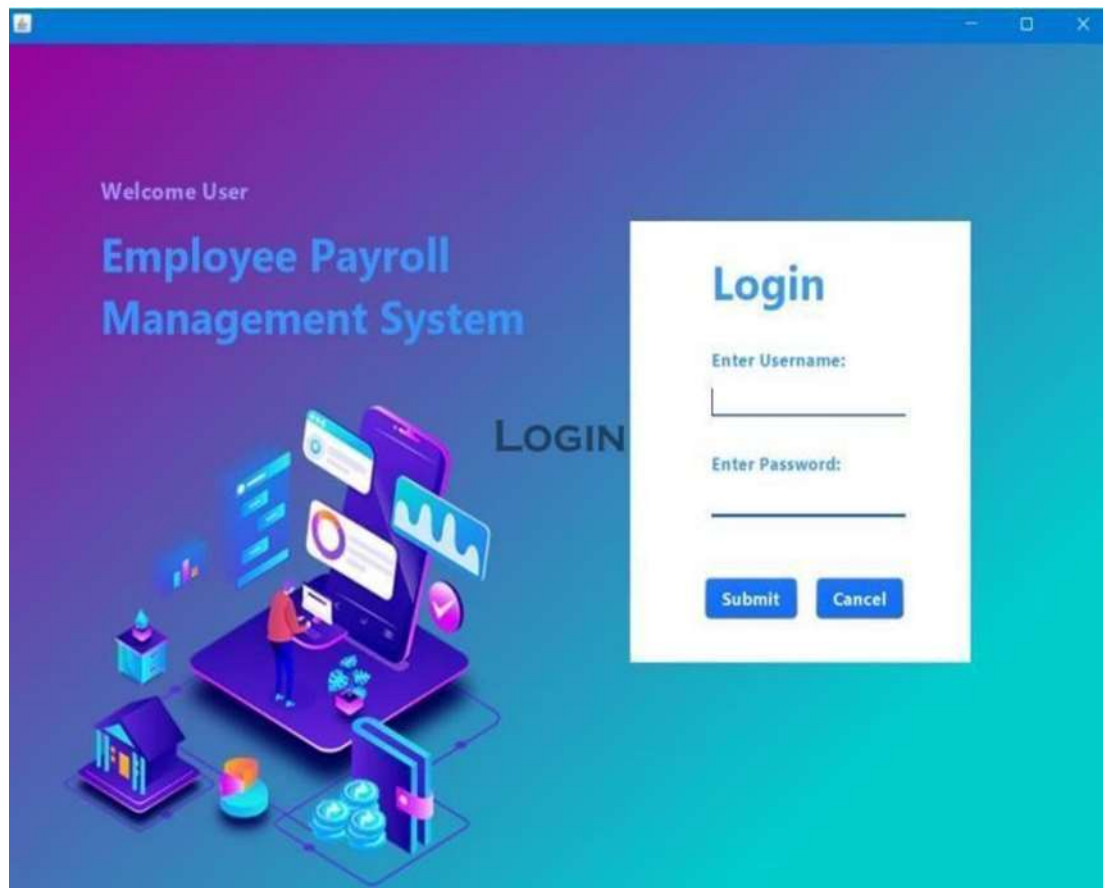 Welcome User
Employee Payroll
Management System
LOGIN
Login
Enter Username:
Enter Password:
Submit
Cancel